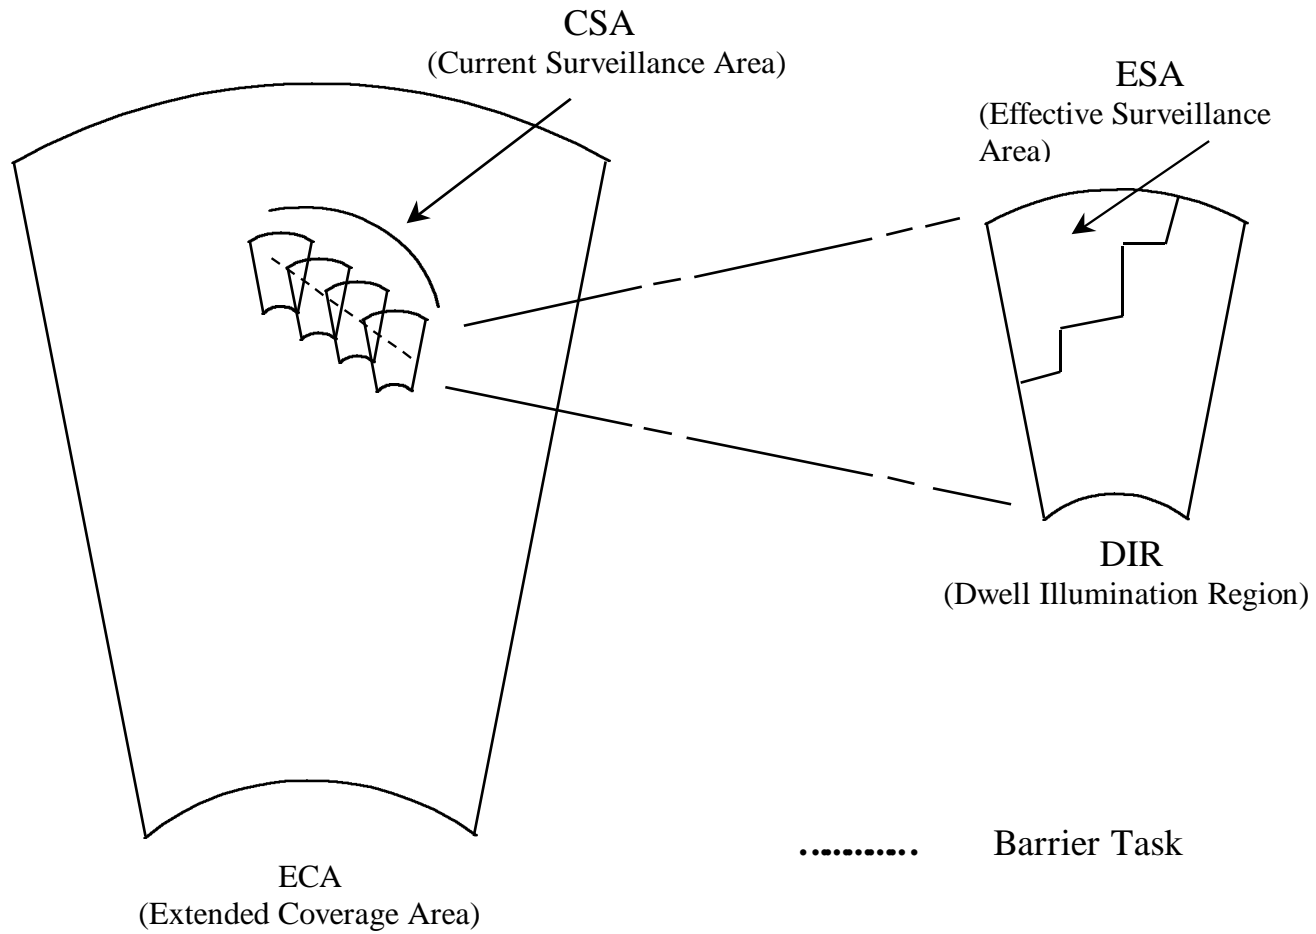 CSA
(Current Surveillance Area)
ESA
(Effective Surveillance
Area)
DIR
(Dwell Illumination Region)
Barrier Task
ECA
(Extended Coverage Area)